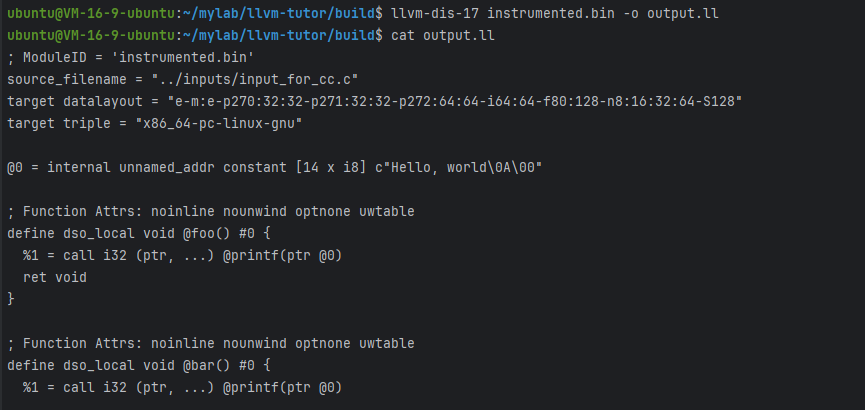 ubuntu@VM-16-9-ubuntu:~/mylab/llvm-tutor/build$ llvm-dis-17 instrumented.bin -o output.ll
ubuntu@VM-16-9-ubuntu:~/mylab/llvm-tutor/build$ cat output.ll
; ModuleID = 'instrumented.bin'
source_filename = "../inputs/input_for_cc.c"
target datalayout = "e-m:e-p270:32:32-p271:32:32-p272:64:64-i64:64-f80:128-n8:16:32:64-S128"
target triple = "x86_64-pc-linux-gnu"

@0 = internal unnamed_addr constant [14 x i8] c"Hello, world\0A\00"

; Function Attrs: noinline nounwind optnone uwtable
define dso_local void @foo() #0 {
  %1 = call i32 (ptr, ...) @printf(ptr @0)
  ret void
}

; Function Attrs: noinline nounwind optnone uwtable
define dso_local void @bar() #0 {
  %1 = call i32 (ptr, ...) @printf(ptr @0)